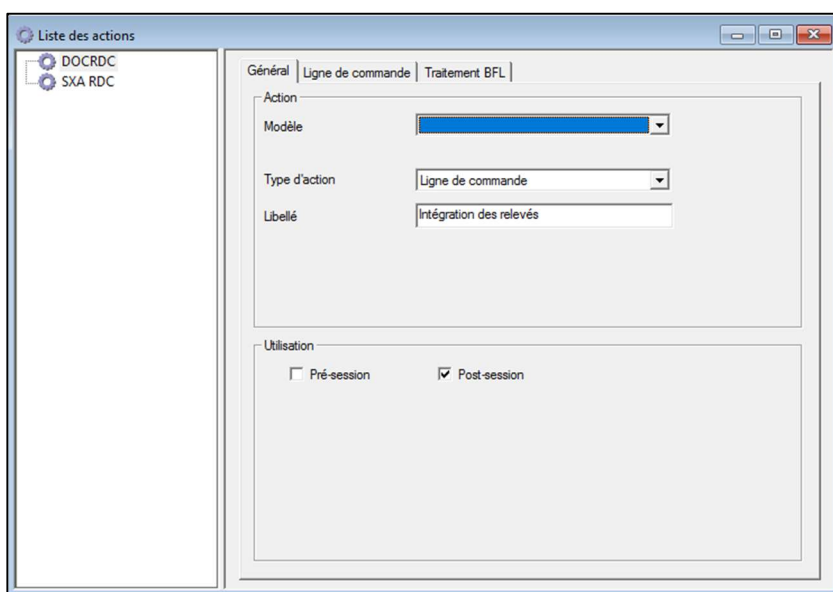 Liste des actions
DOCRDC
SXA RDC
Général Ligne de commande Traitement BFL
Action
Modèle
Type d'action Ligne de commande
Libellé Intégration des relevés
Utilisation
Pré-session Post-session